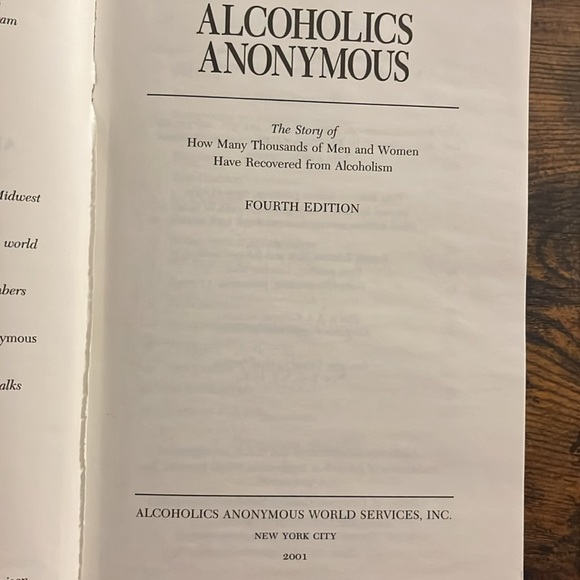 am
Midwest
world
nbers
ymous
alks
ALCOHOLICS
ANONYMOUS
The Story of
How Many Thousands of Men and Women
Have Recovered from Alcoholism
FOURTH EDITION
ALCOHOLICS ANONYMOUS WORLD SERVICES, INC.
NEW YORK CITY
2001